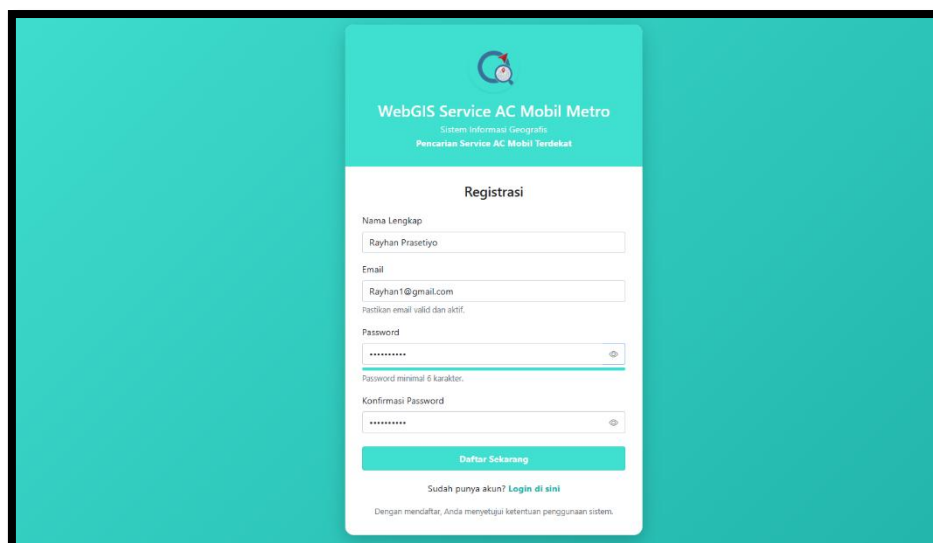 WebGIS Service AC Mobil Metro
Sistem Informasi Geografis
Pencarian Service AC Mobil Terdekat
Registrasi
Nama Lengkap
Rayhan Prasetiyo
Email
Rayhan1@gmail.com
Pastikan email valid dan aktif.
Password
••••••••••
Password minimal 6 karakter.
Konfirmasi Password
••••••••••
Daftar Sekarang
Sudah punya akun? Login di sini
Dengan mendaftar, Anda menyetujui ketentuan penggunaan sistem.